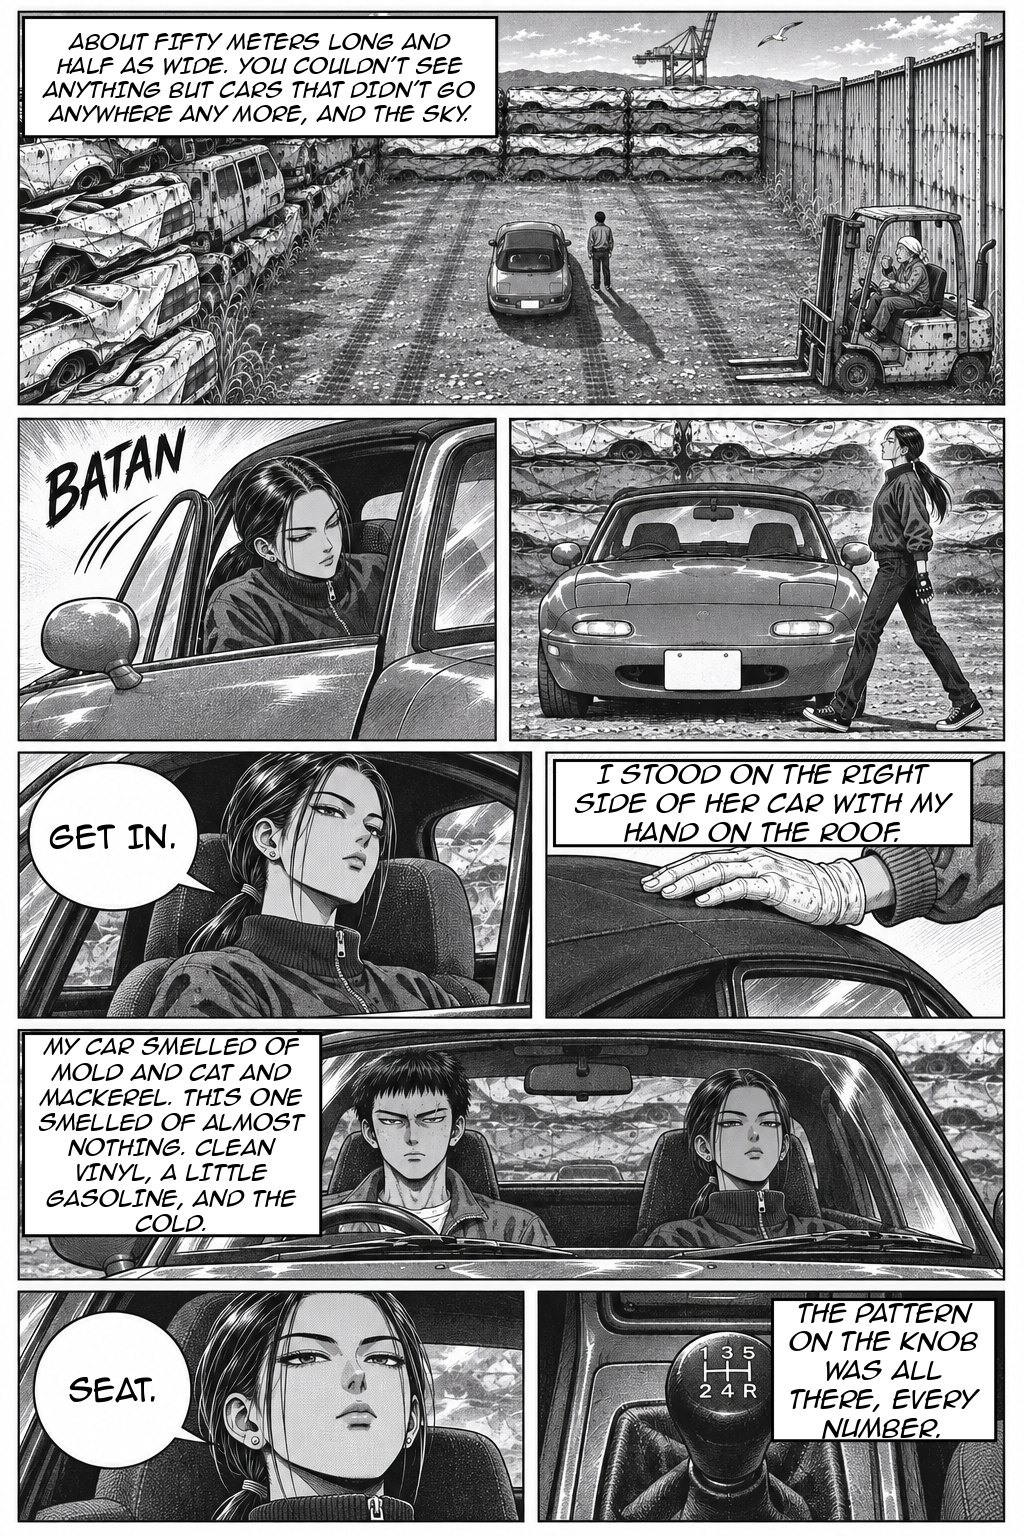 ABOUT FIFTY METERS LONG AND
HALF AS WIDE. YOU COULDN'T SEE
ANYTHING BUT CARS THAT DIDN'T GO
ANYWHERE ANY MORE, AND THE SKY.
BATAN
GET IN.
I STOOD ON THE RIGHT
SIDE OF HER CAR WITH MY
HAND ON THE ROOF.
MY CAR SMELLED OF
MOLD AND CAT AND
MACKEREL. THIS ONE
SMELLED OF ALMOST
NOTHING. CLEAN
VINYL, A LITTLE
GASOLINE, AND THE
COLD.
SEAT.
THE PATTERN
ON THE KNOB
WAS ALL
THERE, EVERY
NUMBER.
1 3 5
2 4 R